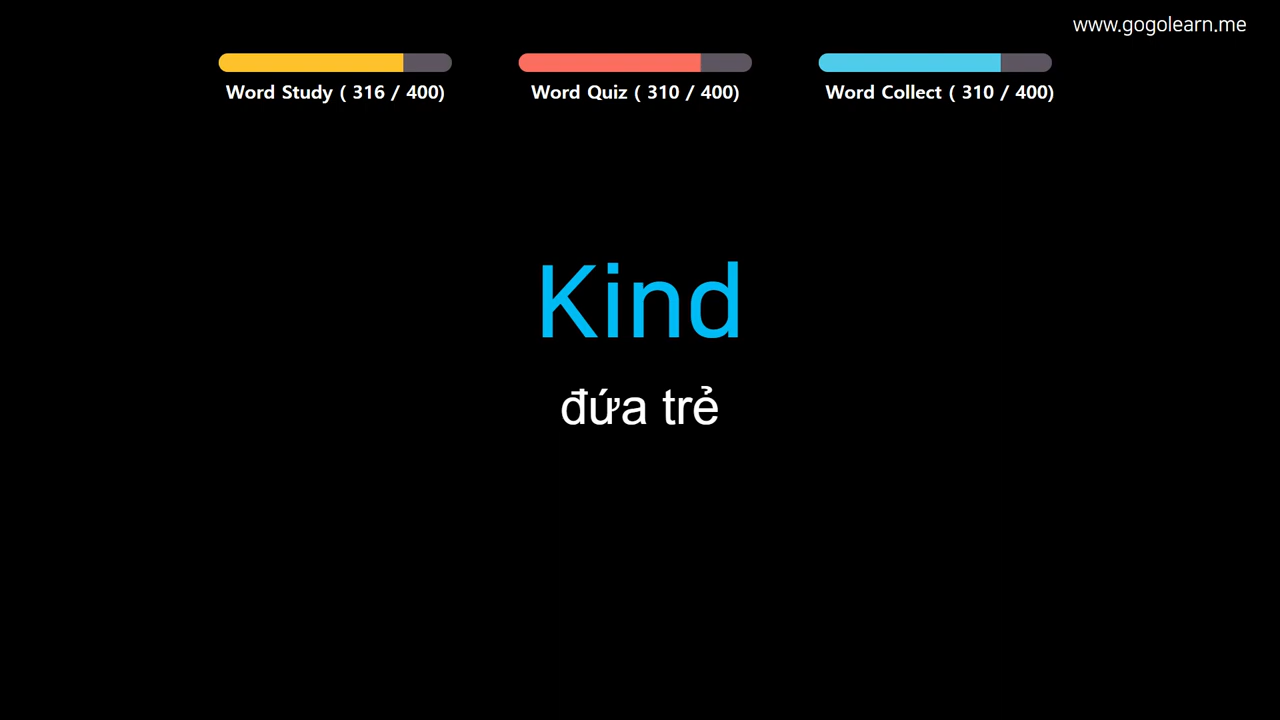 www.gogolearn.me
Word Study ( 316 / 400)
Word Quiz ( 310 / 400)
Word Collect ( 310 / 400)
Kind
đứa trẻ